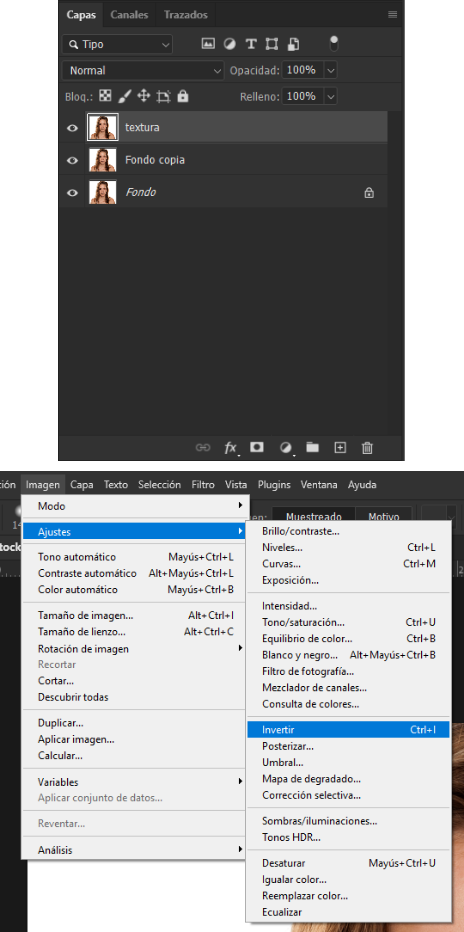 Capas Canales Trazados
Tipo
Normal Opacidad: 100%
Bloq.: Relleno: 100%
textura
Fondo copia
Fondo
fx
ción Imagen Capa Texto Selección Filtro Vista Plugins Ventana Ayuda
14 en: Muestreado Motivo
tock
Modo
Ajustes
Tono automático Mayús+Ctrl+L
Contraste automático Alt+Mayús+Ctrl+L
Color automático Mayús+Ctrl+B
Tamaño de imagen... Alt+Ctrl+I
Tamaño de lienzo... Alt+Ctrl+C
Rotación de imagen
Recortar
Cortar...
Descubrir todas
Duplicar...
Aplicar imagen...
Calcular...
Variables
Aplicar conjunto de datos...
Reventar...
Análisis
Brillo/contraste...
Niveles... Ctrl+L
Curvas... Ctrl+M
Exposición...
Intensidad...
Tono/saturación... Ctrl+U
Equilibrio de color... Ctrl+B
Blanco y negro... Alt+Mayús+Ctrl+B
Filtro de fotografía...
Mezclador de canales...
Consulta de colores...
Invertir Ctrl+I
Posterizar...
Umbral...
Mapa de degradado...
Corrección selectiva...
Sombras/iluminaciones...
Tonos HDR...
Desaturar Mayús+Ctrl+U
Igualar color...
Reemplazar color...
Ecualizar